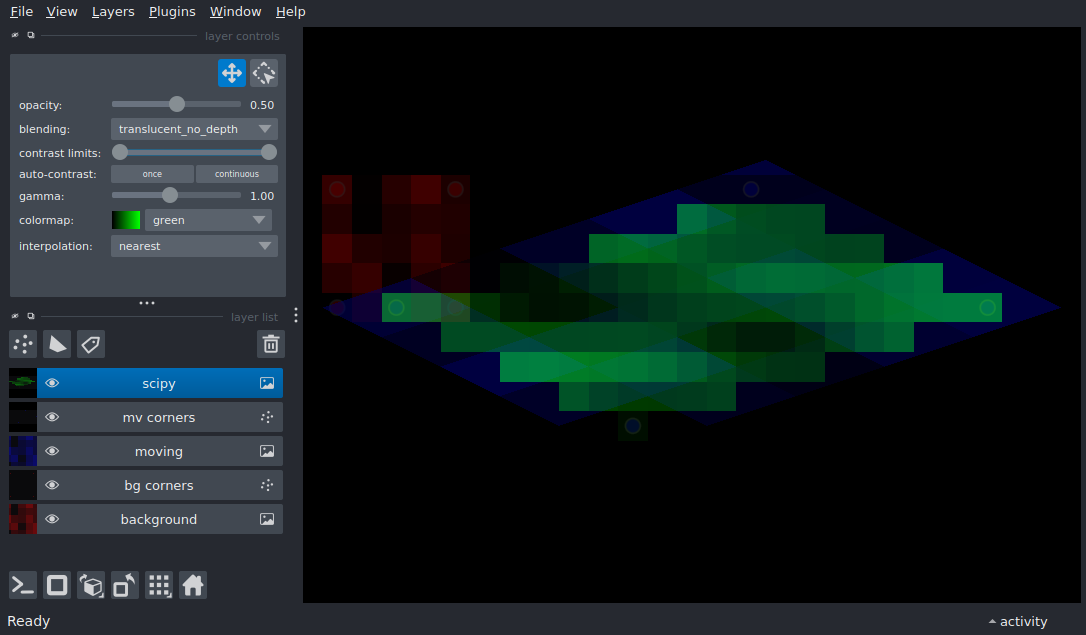 File View Layers Plugins Window Help
layer controls
opacity: 0.50
blending: translucent_no_depth
contrast limits:
auto-contrast: once continuous
gamma: 1.00
colormap: green
interpolation: nearest
layer list
scipy
mv corners
moving
bg corners
background
Ready activity